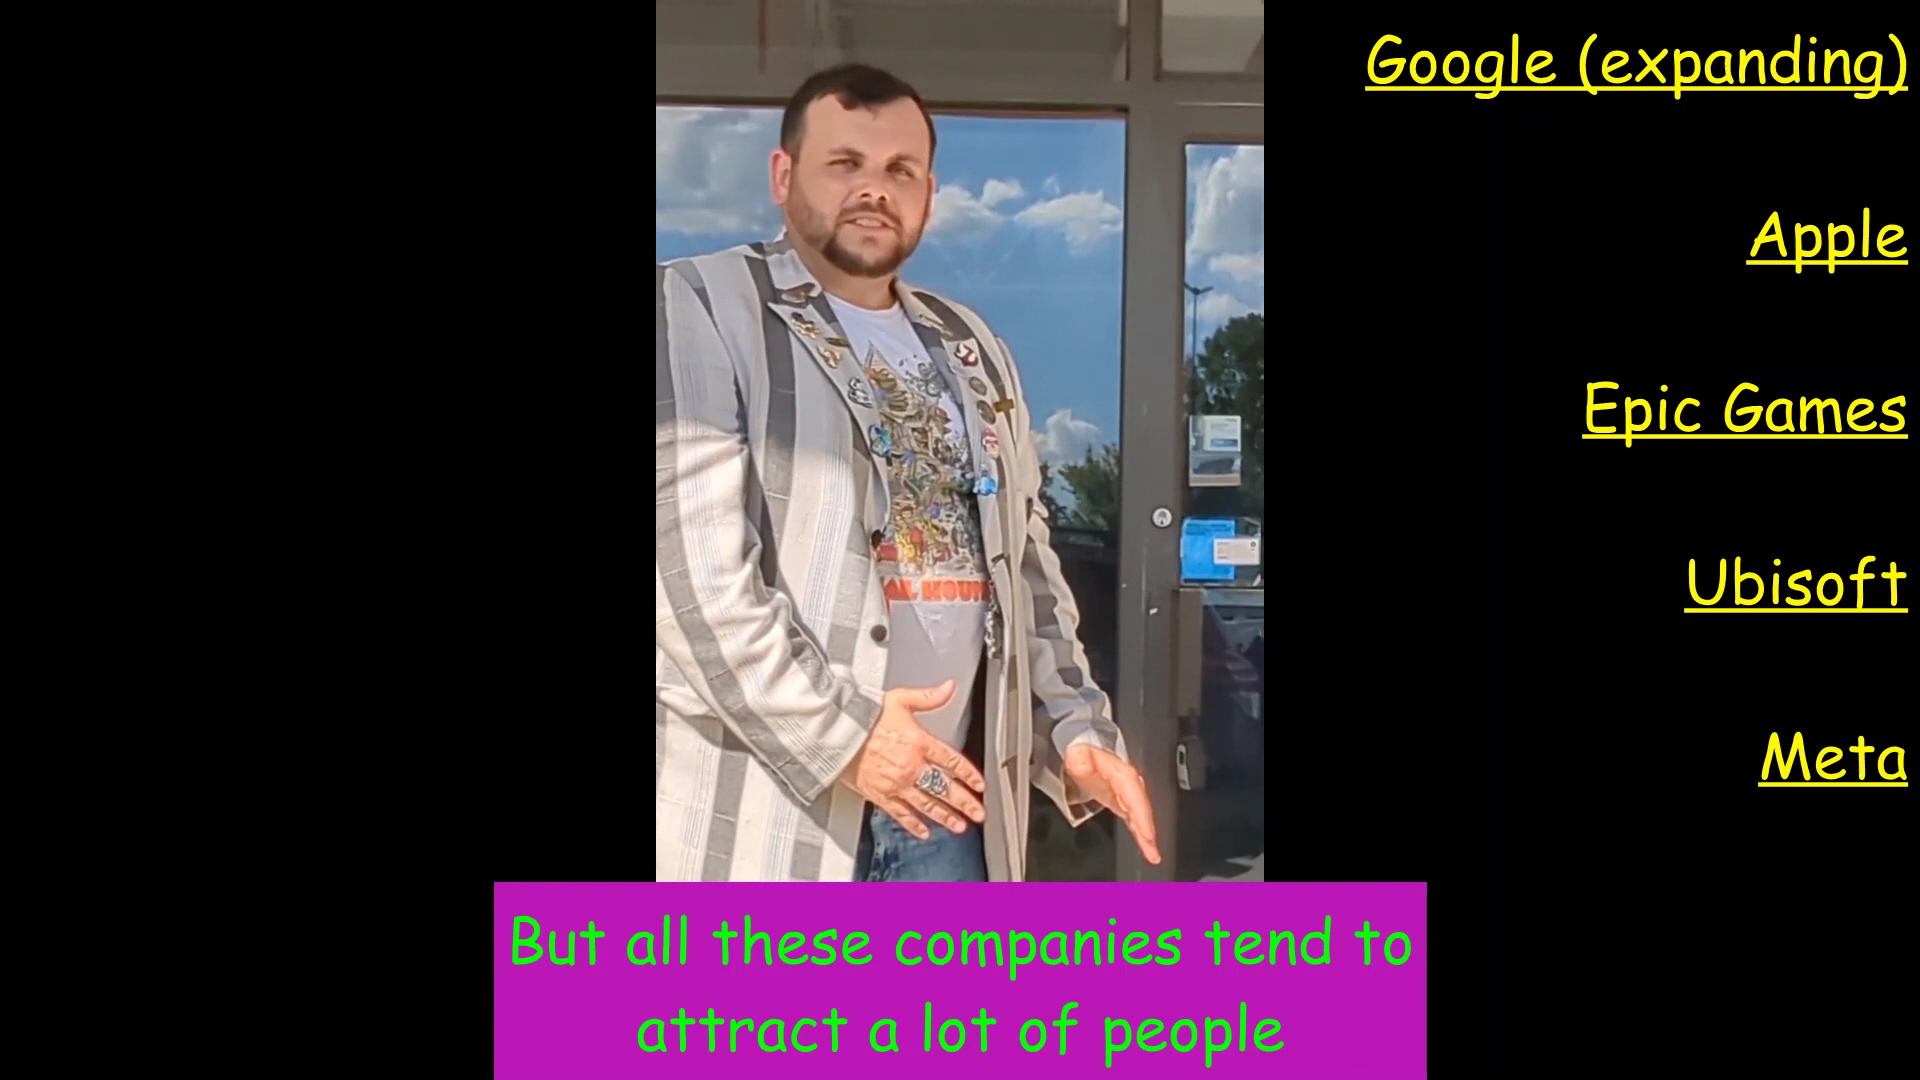 Google (expanding)
Apple
Epic Games
Ubisoft
Meta
But all these companies tend to
attract a lot of people